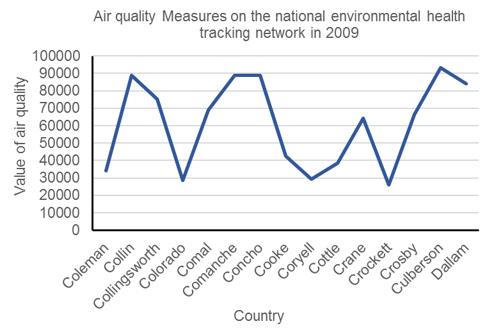 Air quality Measures on the national environmental health
tracking network in 2009
Value of air quality
100000
90000
80000
70000
60000
50000
40000
30000
20000
10000
0
Coleman
Collin
Collingsworth
Colorado
Comal
Comanche
Concho
Cooke
Coryell
Cottle
Crane
Crockett
Crosby
Culberson
Dallam
Country